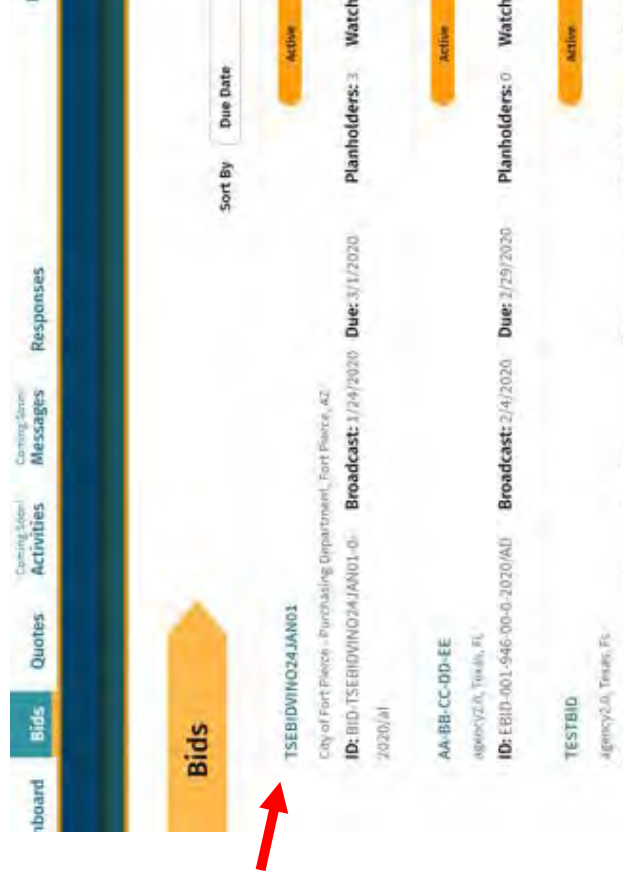 Bids Quotes Coming Soon! Activities Coming Soon! Messages Responses
Bids
Sort By Due Date
TSEBIDVINO24JAN01 Active
City of Fort Pierce - Purchasing Department, Fort Pierce, AZ
ID: BID-TSEBIDVINO24JAN01-0- Broadcast: 1/24/2020 Due: 3/1/2020 Planholders: 3 Watch
2020/al
AA-BB-CC-DD-EE Active
agency2.0, Texas, FL
ID: EBID-001-946-00-0-2020/AD Broadcast: 2/4/2020 Due: 2/29/2020 Planholders: 0 Watch
TESTBID Active
agency2.0, Texas, FL